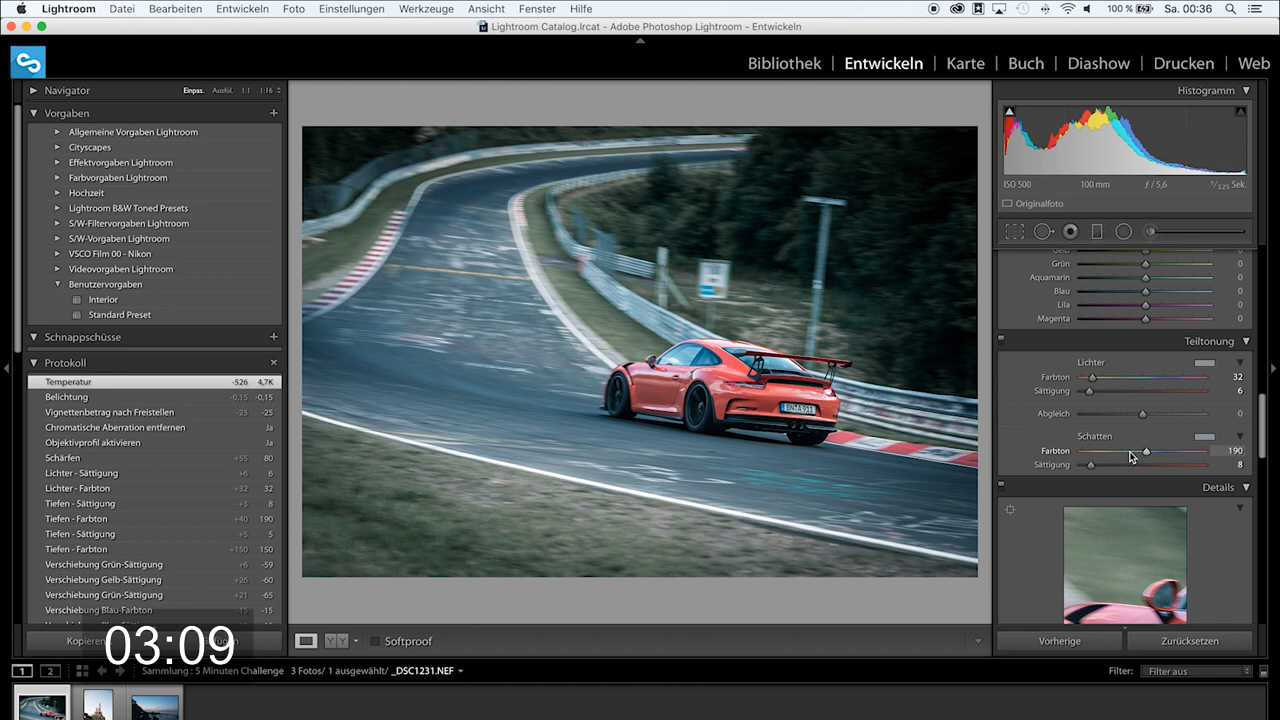 Lightroom Datei Bearbeiten Entwickeln Foto Einstellungen Werkzeuge Ansicht Fenster Hilfe 100 % Sa. 00:36
Lightroom Catalog.lrcat - Adobe Photoshop Lightroom - Entwickeln
Bibliothek | Entwickeln | Karte | Buch | Diashow | Drucken | Web
Navigator Einpas. Ausfül. 1:1 1:16
Vorgaben
Allgemeine Vorgaben Lightroom
Cityscapes
Effektvorgaben Lightroom
Farbvorgaben Lightroom
Hochzeit
Lightroom B&W Toned Presets
S/W-Filtervorgaben Lightroom
S/W-Vorgaben Lightroom
VSCO Film 00 - Nikon
Videovorgaben Lightroom
Benutzervorgaben
Interior
Standard Preset
Schnappschüsse
Protokoll
Temperatur -526 4,7K
Belichtung -0,15 -0,15
Vignettenbetrag nach Freistellen -25 -25
Chromatische Aberration entfernen Ja
Objektivprofil aktivieren Ja
Schärfen +55 80
Lichter - Sättigung +6 6
Lichter - Farbton +32 32
Tiefen - Sättigung +3 8
Tiefen - Farbton +40 190
Tiefen - Sättigung +5 5
Tiefen - Farbton +150 150
Verschiebung Grün-Sättigung +6 -59
Verschiebung Gelb-Sättigung +26 -60
Verschiebung Grün-Sättigung +21 -65
Verschiebung Blau-Farbton -15 -15
Kopieren
03:09
Softproof
Histogramm
ISO 500 100 mm ƒ / 5,6 1/125 Sek.
Originalfoto
Gelb 0
Grün 0
Aquamarin 0
Blau 0
Lila 0
Magenta 0
Teiltonung
Lichter
Farbton 32
Sättigung 6
Abgleich 0
Schatten
Farbton 190
Sättigung 8
Details
Vorherige Zurücksetzen
1 2 Sammlung : 5 Minuten Challenge 3 Fotos/ 1 ausgewählt/ _DSC1231.NEF Filter: Filter aus